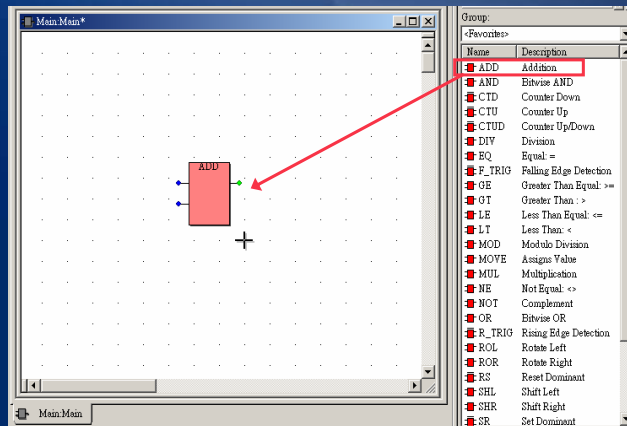 Main:Main*
ADD
Main:Main
Group:
<Favorites>
Name Description
ADD Addition
AND Bitwise AND
CTD Counter Down
CTU Counter Up
CTUD Counter Up/Down
DIV Division
EQ Equal: =
F_TRIG Falling Edge Detection
GE Greater Than Equal: >=
GT Greater Than : >
LE Less Than Equal: <=
LT Less Than: <
MOD Modulo Division
MOVE Assigns Value
MUL Multiplication
NE Not Equal: <>
NOT Complement
OR Bitwise OR
R_TRIG Rising Edge Detection
ROL Rotate Left
ROR Rotate Right
RS Reset Dominant
SHL Shift Left
SHR Shift Right
SR Set Dominant